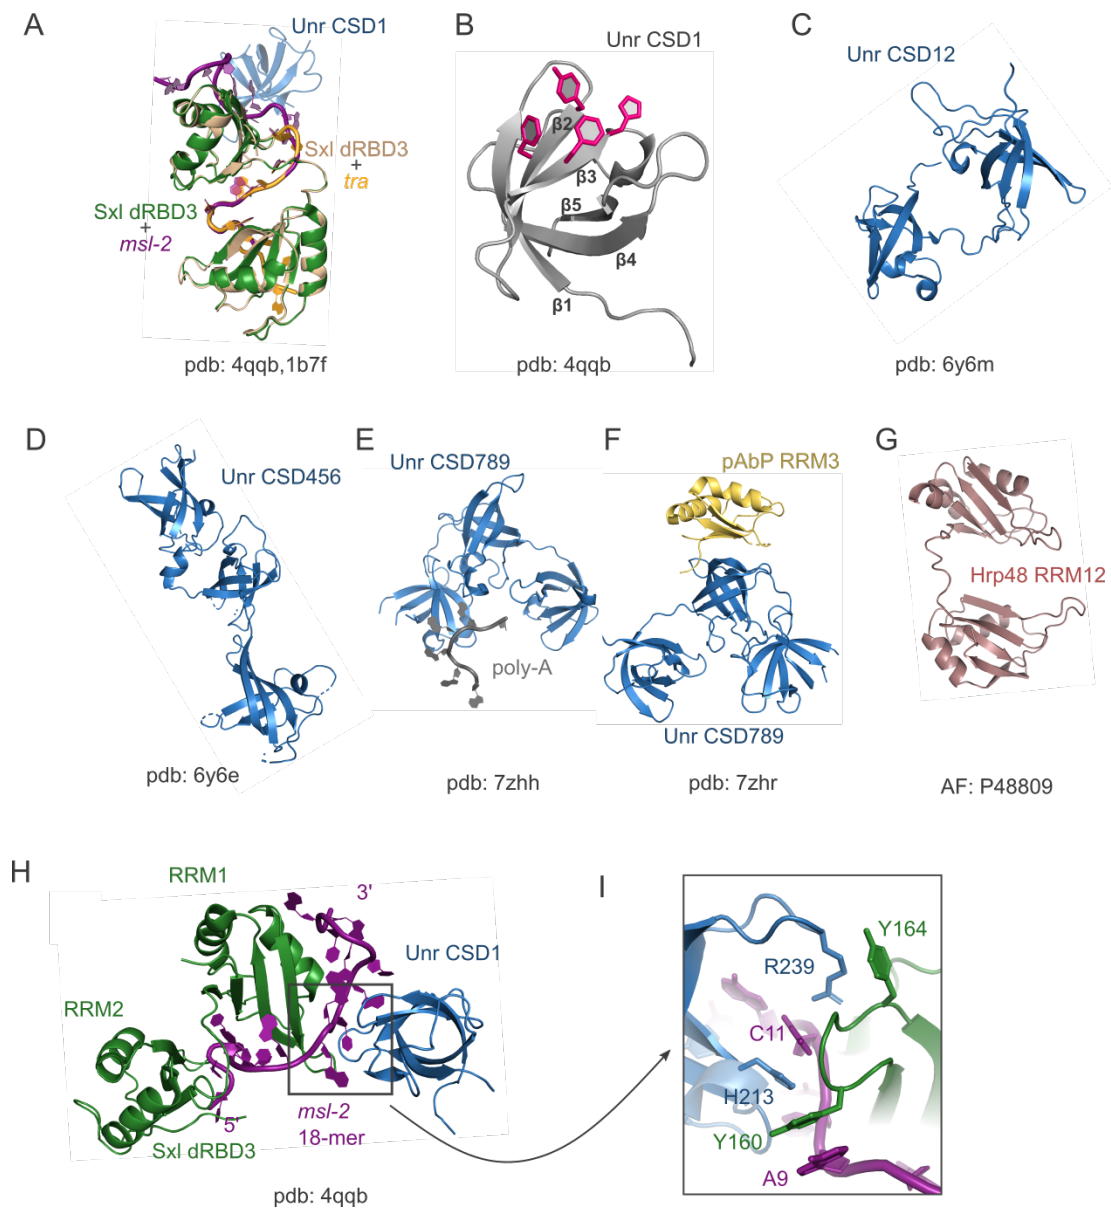 A
Unr CSD1
Sxl dRBD3
+
tra
Sxl dRBD3
+
msl-2
pdb: 4qqb,1b7f
B
Unr CSD1
β2
β3
β5
β4
β1
pdb: 4qqb
C
Unr CSD12
pdb: 6y6m
D
Unr CSD456
pdb: 6y6e
E
Unr CSD789
poly-A
pdb: 7zhh
F
pAbP RRM3
Unr CSD789
pdb: 7zhr
G
Hrp48 RRM12
AF: P48809
H
RRM1
3'
Unr CSD1
RRM2
5'
msl-2
18-mer
Sxl dRBD3
pdb: 4qqb
I
Y164
R239
C11
H213
Y160
A9